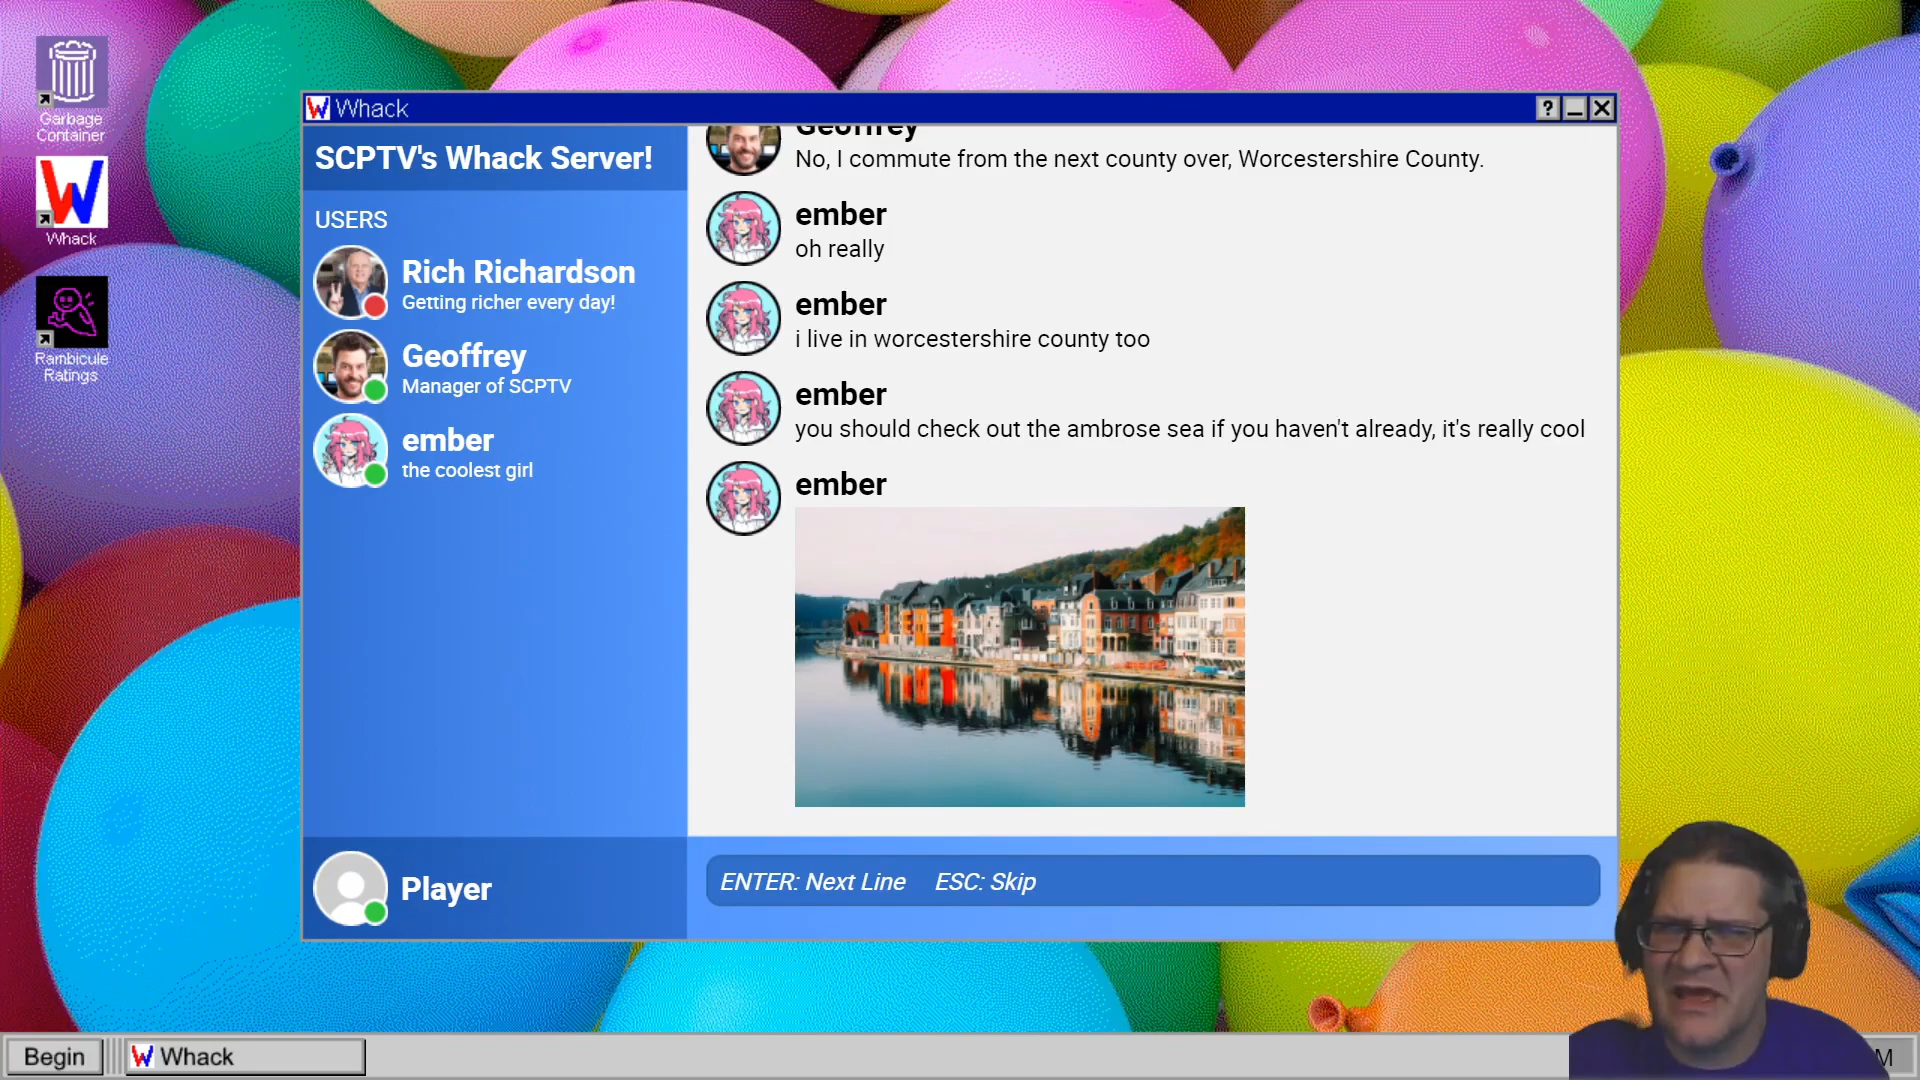 Garbage
Container
Whack
Rambicule
Ratings
Whack
SCPTV's Whack Server!
USERS
Rich Richardson
Getting richer every day!
Geoffrey
Manager of SCPTV
ember
the coolest girl
Player
Geoffrey
No, I commute from the next county over, Worcestershire County.
ember
oh really
ember
i live in worcestershire county too
ember
you should check out the ambrose sea if you haven't already, it's really cool
ember
ENTER: Next Line ESC: Skip
Begin
Whack
M